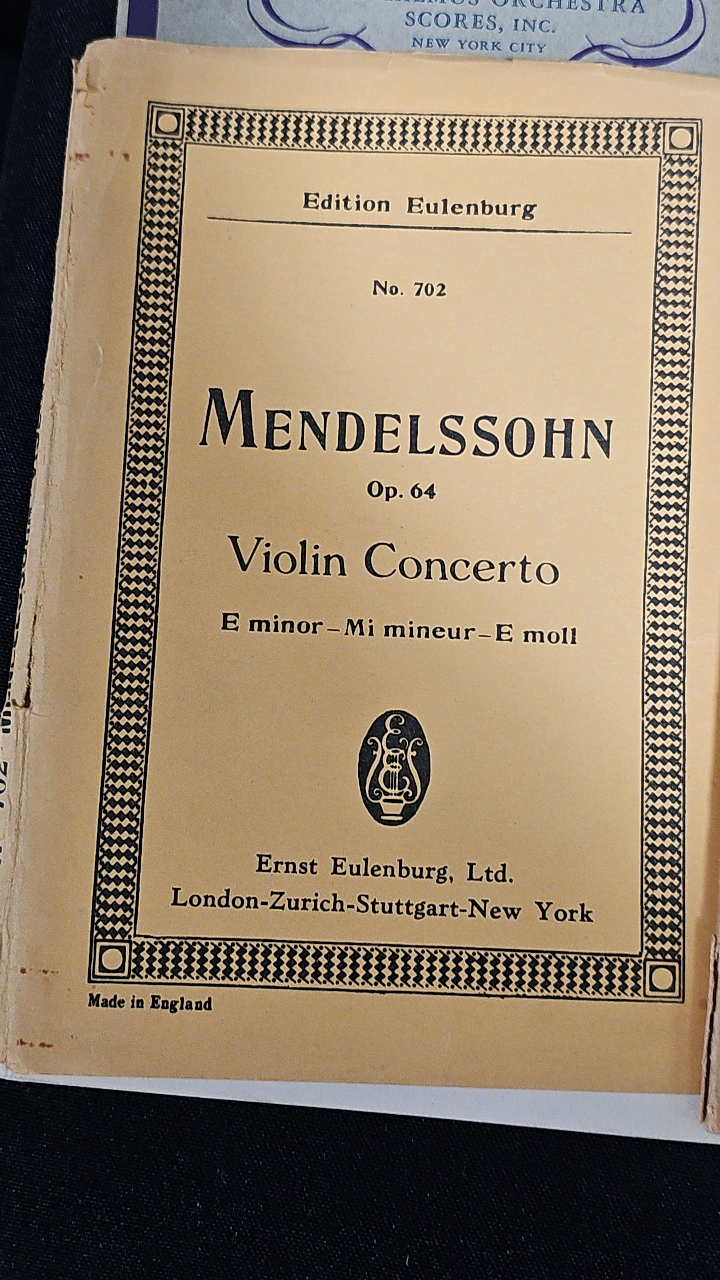 ORCHESTRA
SCORES, INC.
NEW YORK CITY
Edition Eulenburg
No. 702
MENDELSSOHN
Op. 64
Violin Concerto
E minor – Mi mineur – E moll
Ernst Eulenburg, Ltd.
London-Zurich-Stuttgart-New York
Made in England